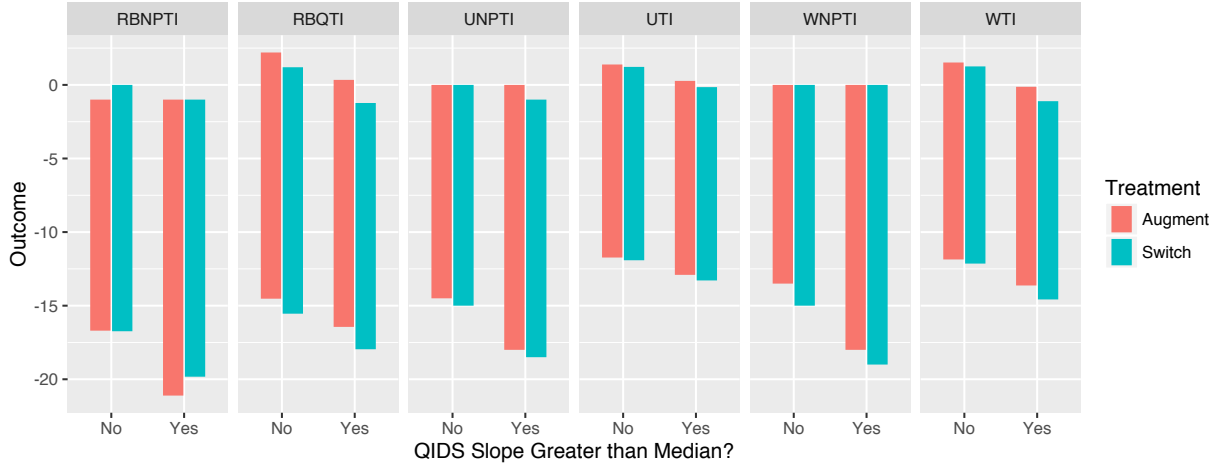 RBNPTI RBQTI UNPTI UTI WNPTI WTI
0
-5
-10
-15
-20
Outcome
No Yes No Yes No Yes No Yes No Yes No Yes
QIDS Slope Greater than Median?
Treatment
Augment
Switch